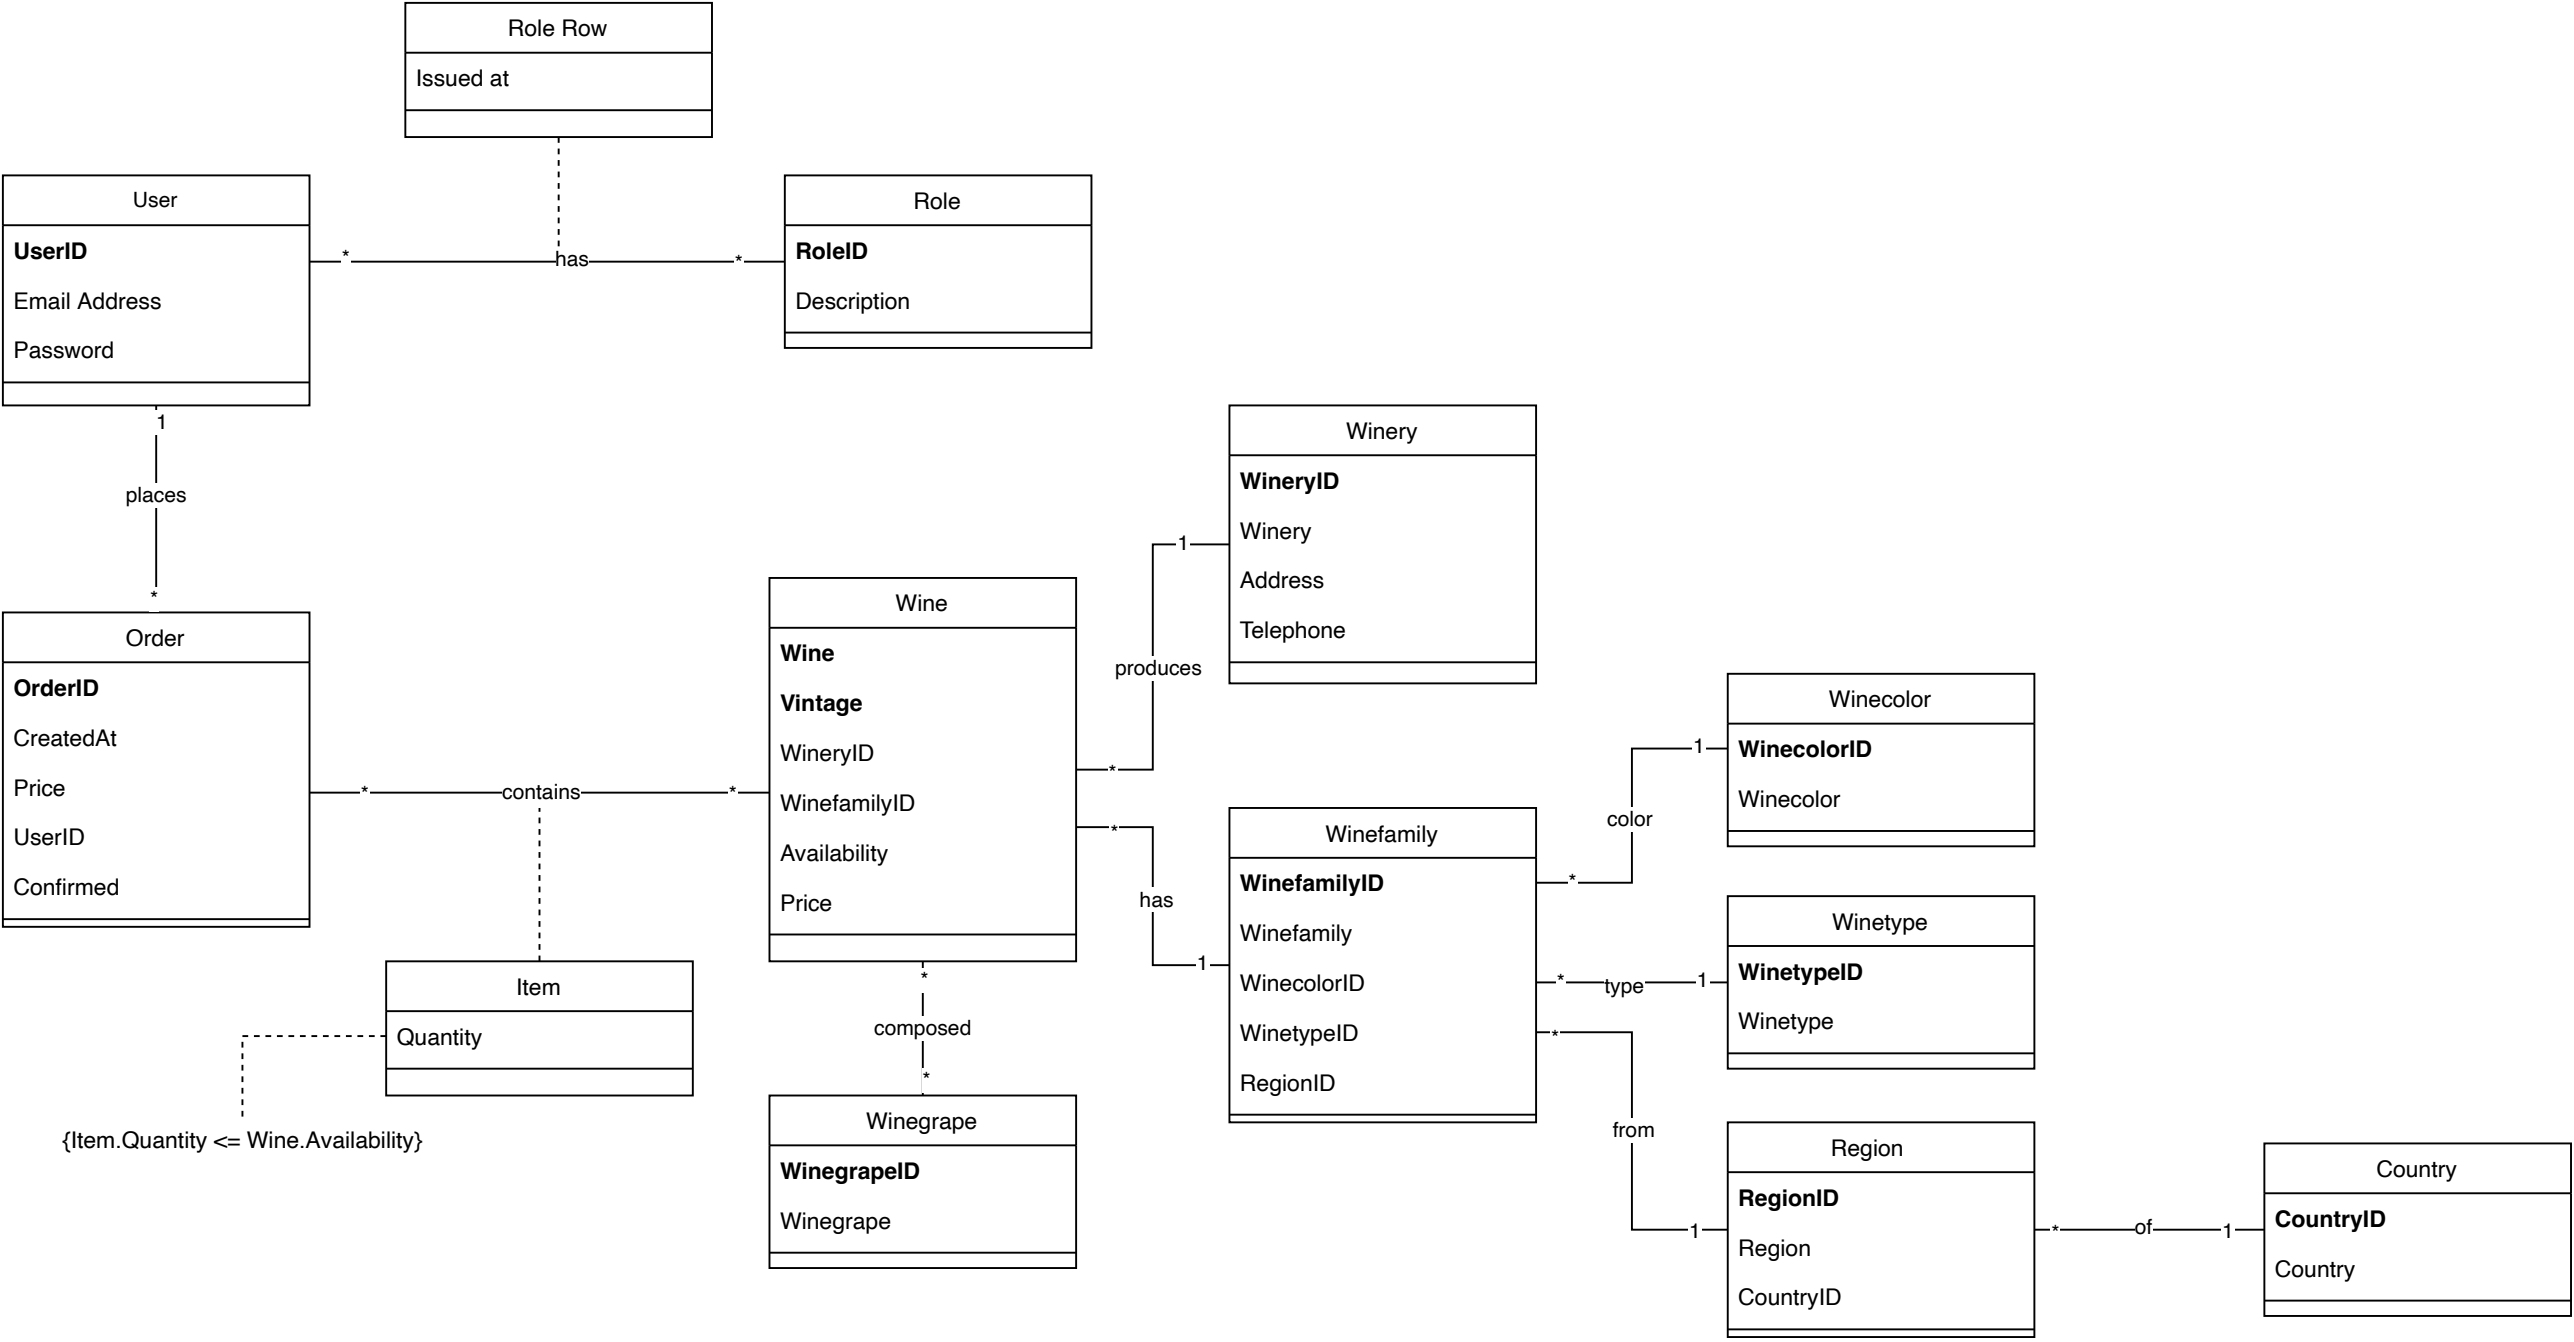 Role Row
Issued at
User
UserID
Email Address
Password
*
has
*
Role
RoleID
Description
1
places
*
Order
OrderID
CreatedAt
Price
UserID
Confirmed
*
contains
*
Item
Quantity
{Item.Quantity <= Wine.Availability}
Wine
Wine
Vintage
WineryID
WinefamilyID
Availability
Price
*
composed
*
Winegrape
WinegrapeID
Winegrape
*
produces
1
Winery
WineryID
Winery
Address
Telephone
*
has
1
Winefamily
WinefamilyID
Winefamily
WinecolorID
WinetypeID
RegionID
*
color
1
Winecolor
WinecolorID
Winecolor
*
type
1
Winetype
WinetypeID
Winetype
*
from
1
Region
RegionID
Region
CountryID
*
of
1
Country
CountryID
Country